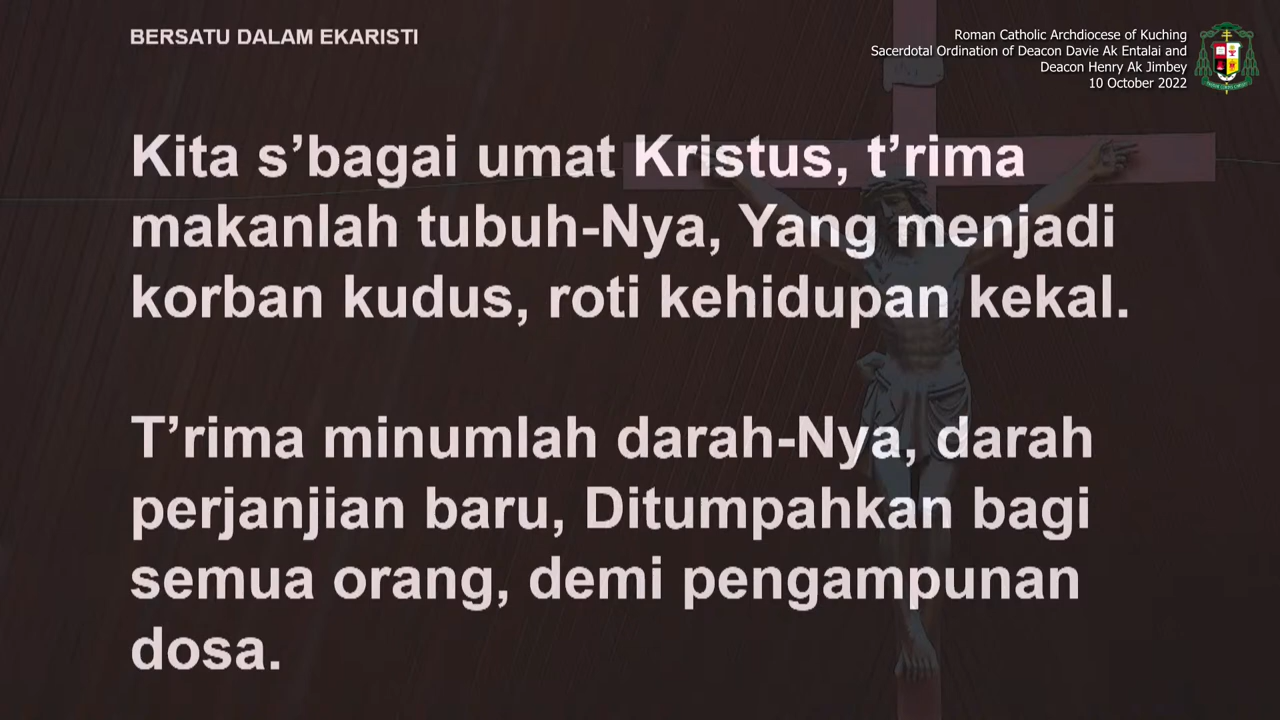 BERSATU DALAM EKARISTI
Roman Catholic Archdiocese of Kuching
Sacerdotal Ordination of Deacon Davie Ak Entalai and
Deacon Henry Ak Jimbey
10 October 2022
Kita s’bagai umat Kristus, t’rima
makanlah tubuh-Nya, Yang menjadi
korban kudus, roti kehidupan kekal.
T’rima minumlah darah-Nya, darah
perjanjian baru, Ditumpahkan bagi
semua orang, demi pengampunan
dosa.